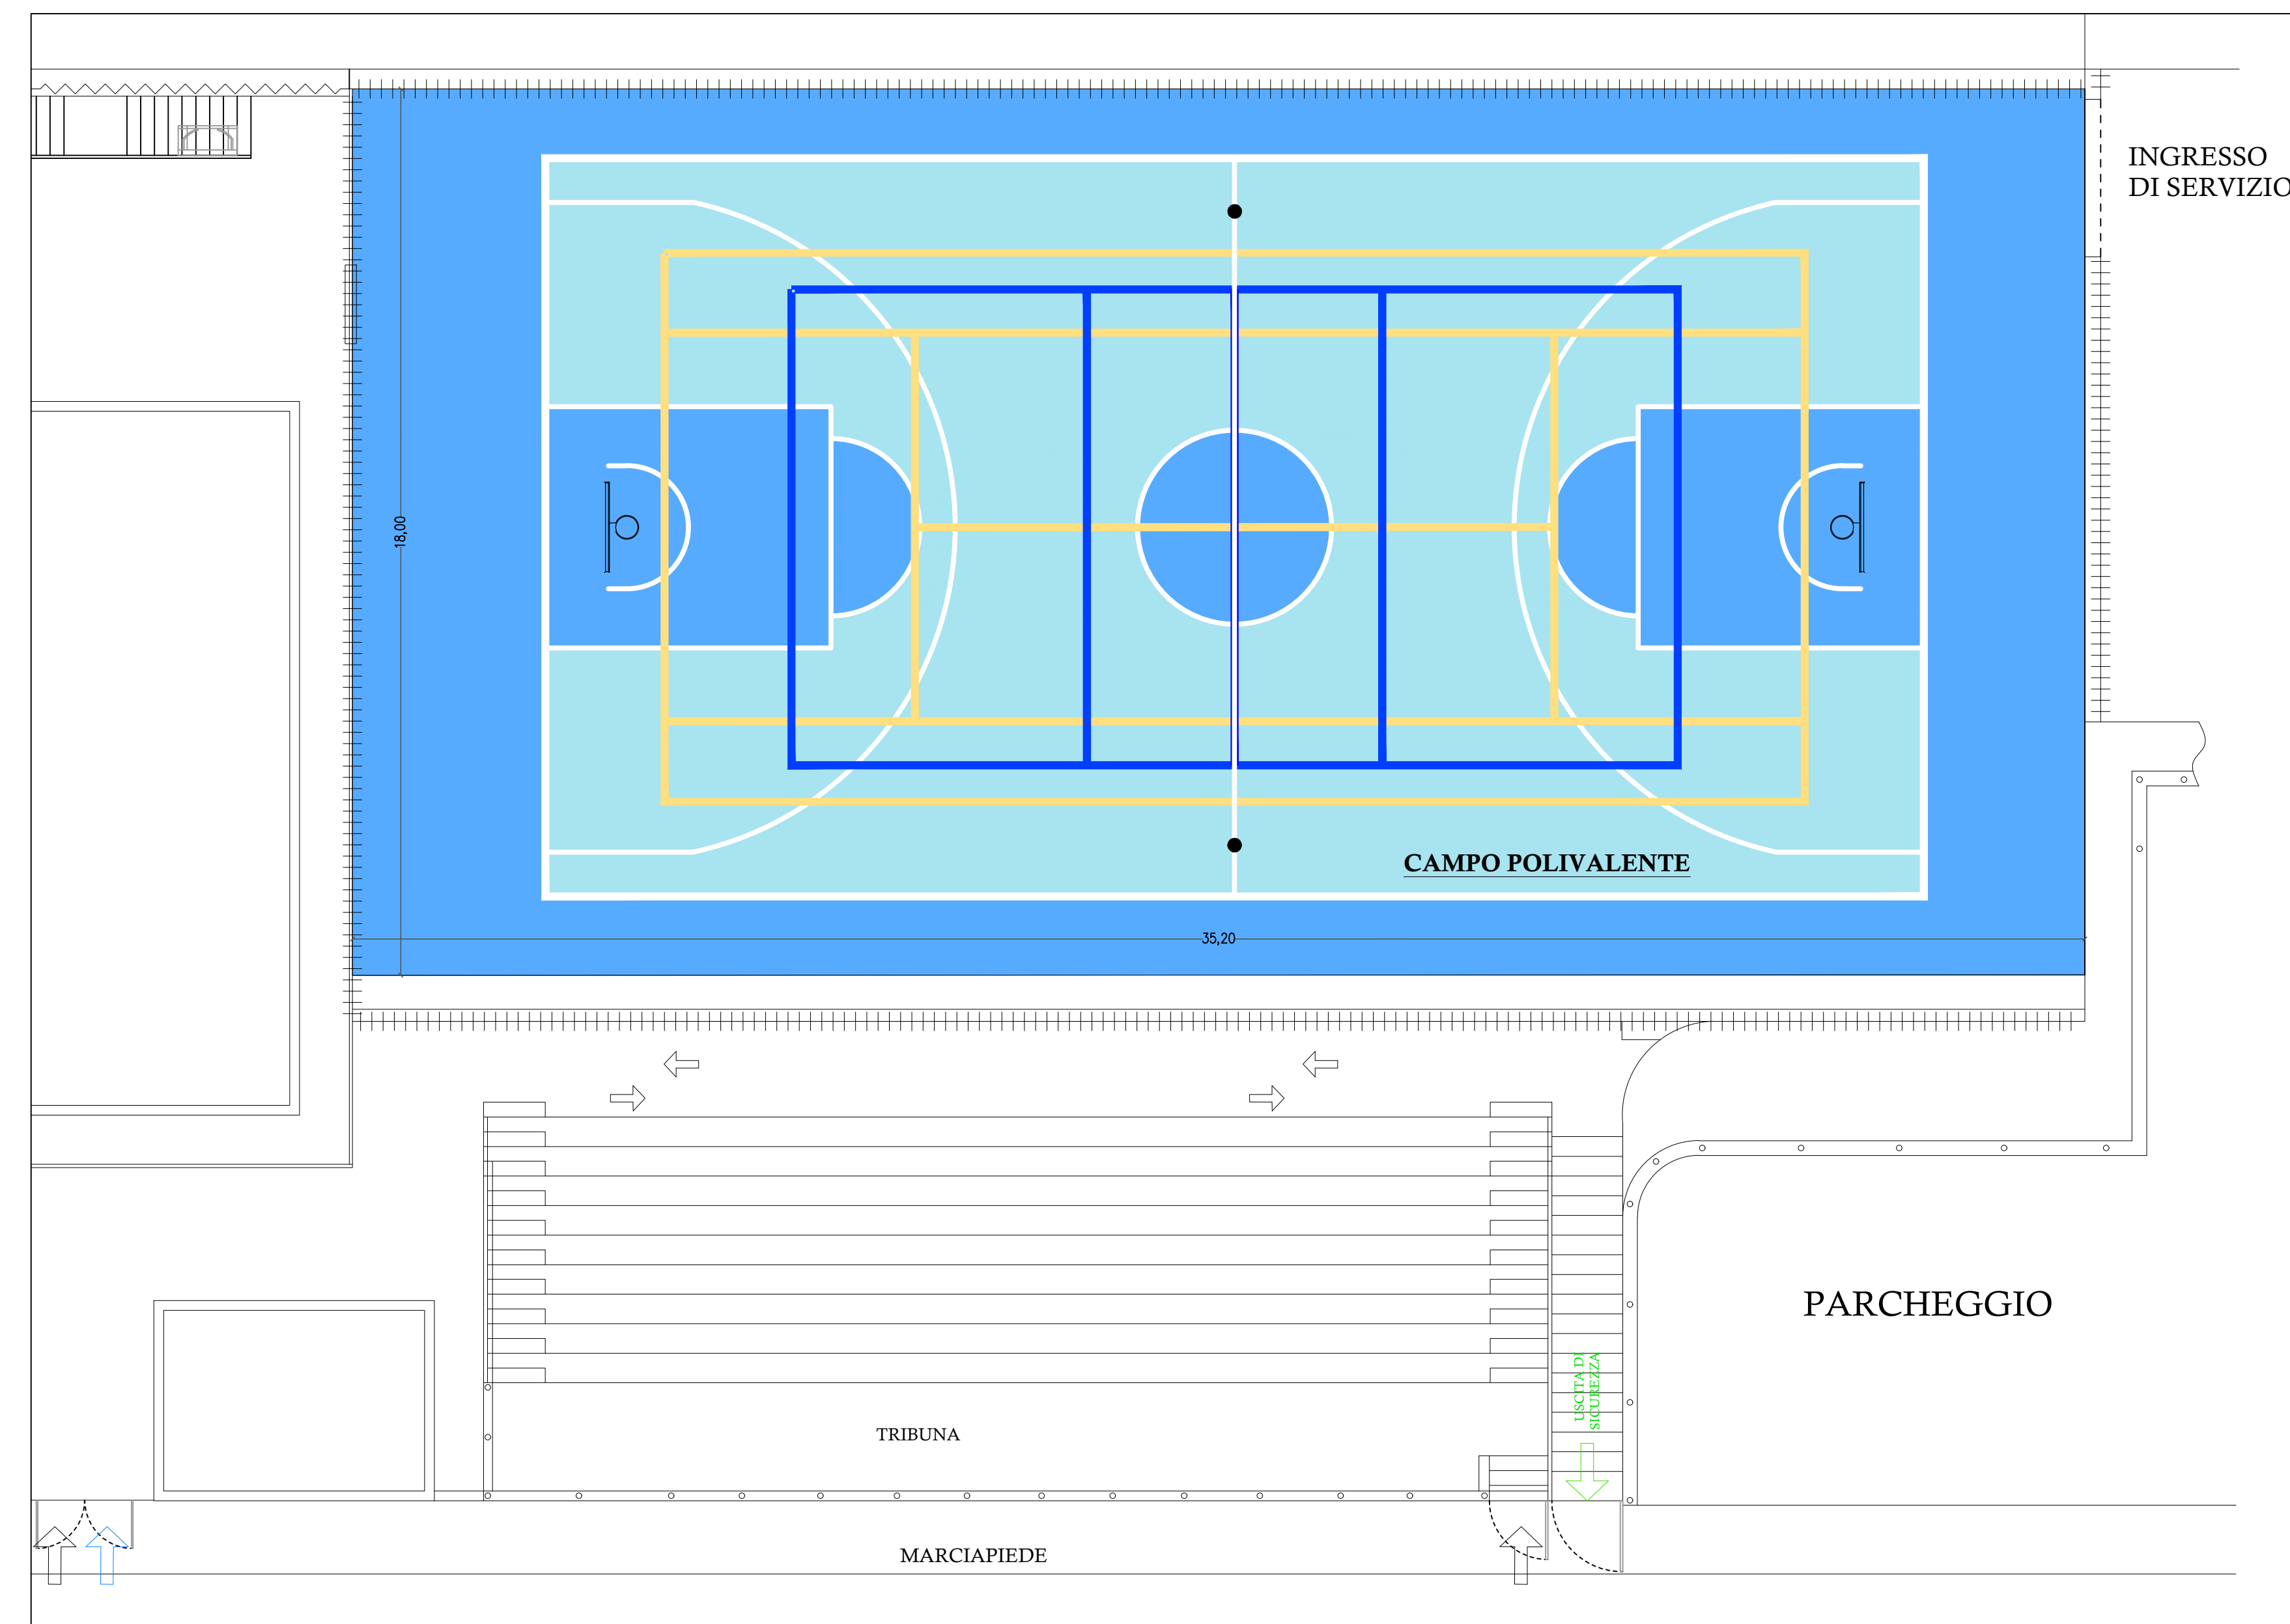 INGRESSO
DI SERVIZIO
18,00
CAMPO POLIVALENTE
35,20
PARCHEGGIO
USCITA DI
SICUREZZA
TRIBUNA
MARCIAPIEDE